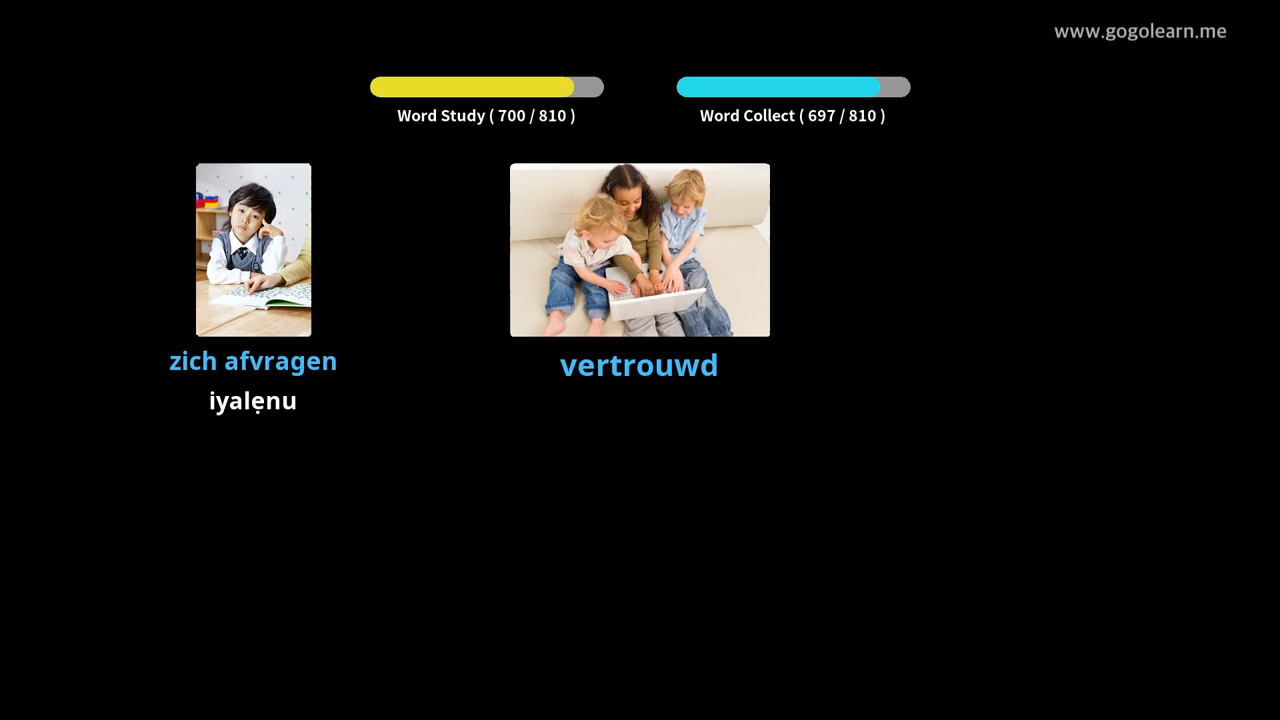 www.gogolearn.me
Word Study ( 700 / 810 )
Word Collect ( 697 / 810 )
zich afvragen
iyalẹnu
vertrouwd